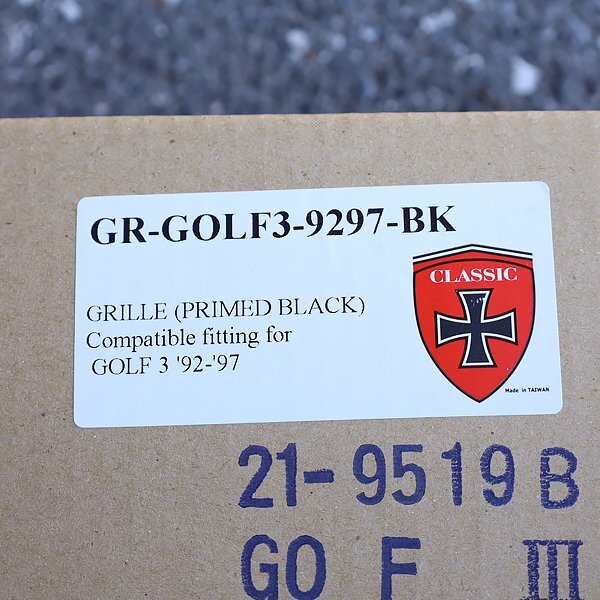 GR-GOLF3-9297-BK
CLASSIC
GRILLE (PRIMED BLACK)
Compatible fitting for
GOLF 3 '92-'97
Made in TAIWAN
21-9519B
GO F III